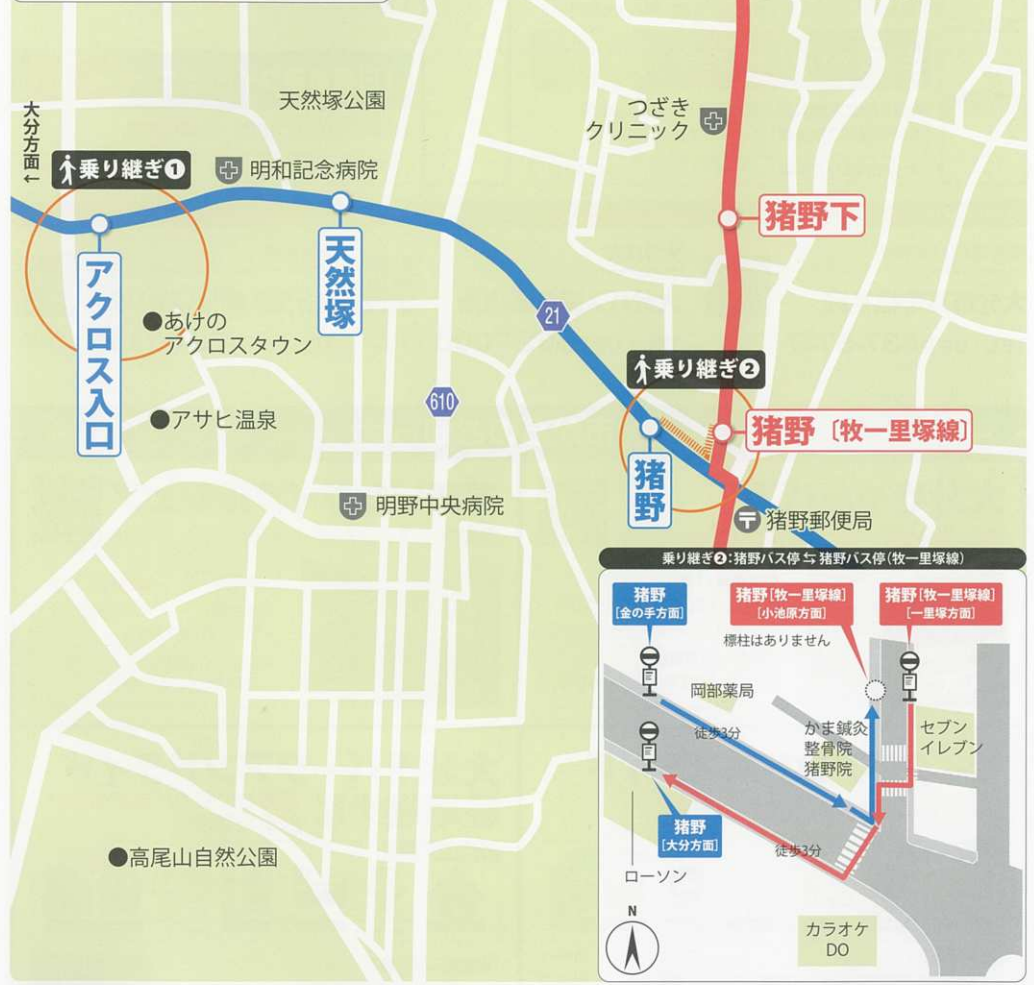 天然塚公園
つざき
クリニック
大分方面←
乗り継ぎ❶
明和記念病院
猪野下
天然塚
アクロス入口
21
あけの
アクロスタウン
乗り継ぎ❷
610
アサヒ温泉
猪野〔牧一里塚線〕
猪野
明野中央病院
猪野郵便局
乗り継ぎ❷:猪野バス停⇆猪野バス停(牧一里塚線)
猪野
[金の手方面]
猪野[牧一里塚線]
[小池原方面]
猪野[牧一里塚線]
[一里塚方面]
標柱はありません
岡部薬局
徒歩3分
かま鍼灸
整骨院
猪野院
セブン
イレブン
猪野
[大分方面]
徒歩3分
高尾山自然公園
ローソン
N
カラオケ
DO